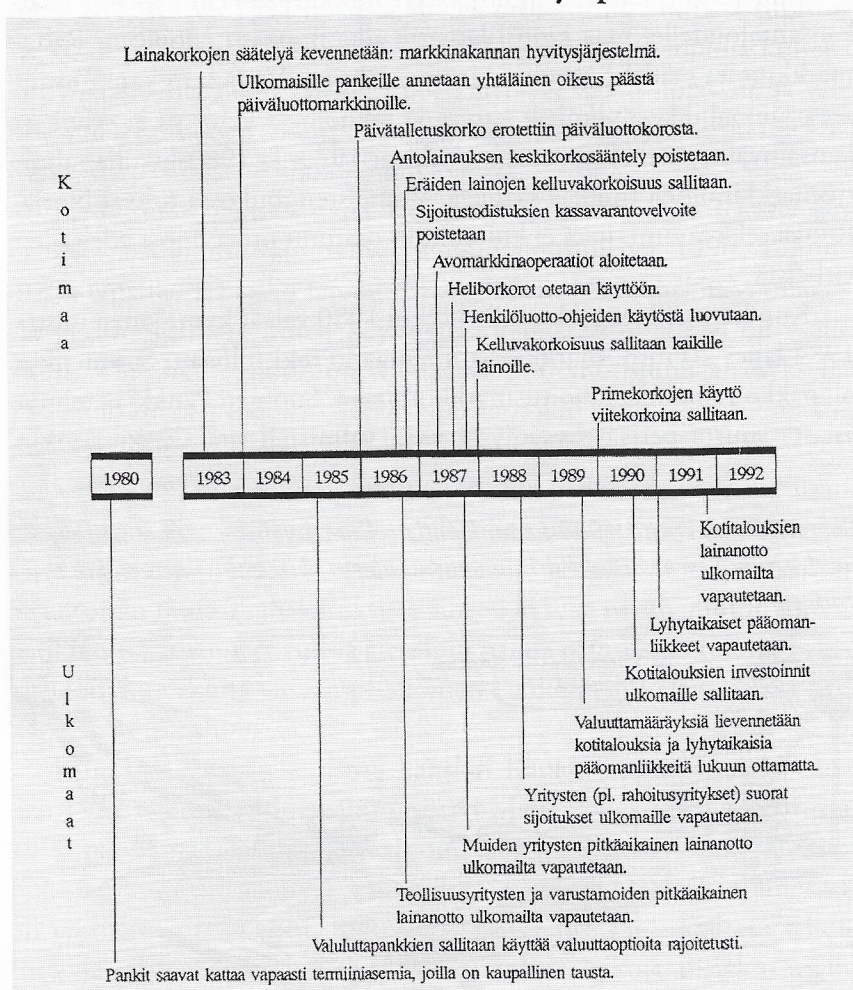 Lainakorkojen säätelyä kevennetään: markkinakannan hyvitysjärjestelmä.
Ulkomaisille pankeille annetaan yhtäläinen oikeus päästä
päiväluottomarkkinoille.
Päivätalletuskorko erotettiin päiväluottokorosta.
Antolainauksen keskikorkosääntely poistetaan.
Eräiden lainojen kelluvakorkoisuus sallitaan.
Sijoitustodistuksien kassavarantovelvoite
poistetaan
Avomarkkinaoperaatiot aloitetaan.
Heliborkorot otetaan käyttöön.
Henkilöluotto-ohjeiden käytöstä luovutaan.
Kelluvakorkoisuus sallitaan kaikille
lainoille.
Primekorkojen käyttö
viitekorkoina sallitaan.
K
o
t
i
m
a
a
1980 1983 1984 1985 1986 1987 1988 1989 1990 1991 1992
Kotitalouksien
lainanotto
ulkomailta
vapautetaan.
Lyhytaikaiset pääoman-
liikkeet vapautetaan.
Kotitalouksien investoinnit
ulkomaille sallitaan.
Valuuttamääräyksiä lievennetään
kotitalouksia ja lyhytaikaisia
pääomanliikkeitä lukuun ottamatta.
Yritysten (pl. rahoitusyritykset) suorat
sijoitukset ulkomaille vapautetaan.
Muiden yritysten pitkäaikainen lainanotto
ulkomailta vapautetaan.
Teollisuusyritysten ja varustamoiden pitkäaikainen
lainanotto ulkomailta vapautetaan.
Valuluttapankkien sallitaan käyttää valuuttaoptioita rajoitetusti.
Pankit saavat kattaa vapaasti termiiniasemia, joilla on kaupallinen tausta.
U
l
k
o
m
a
a
t